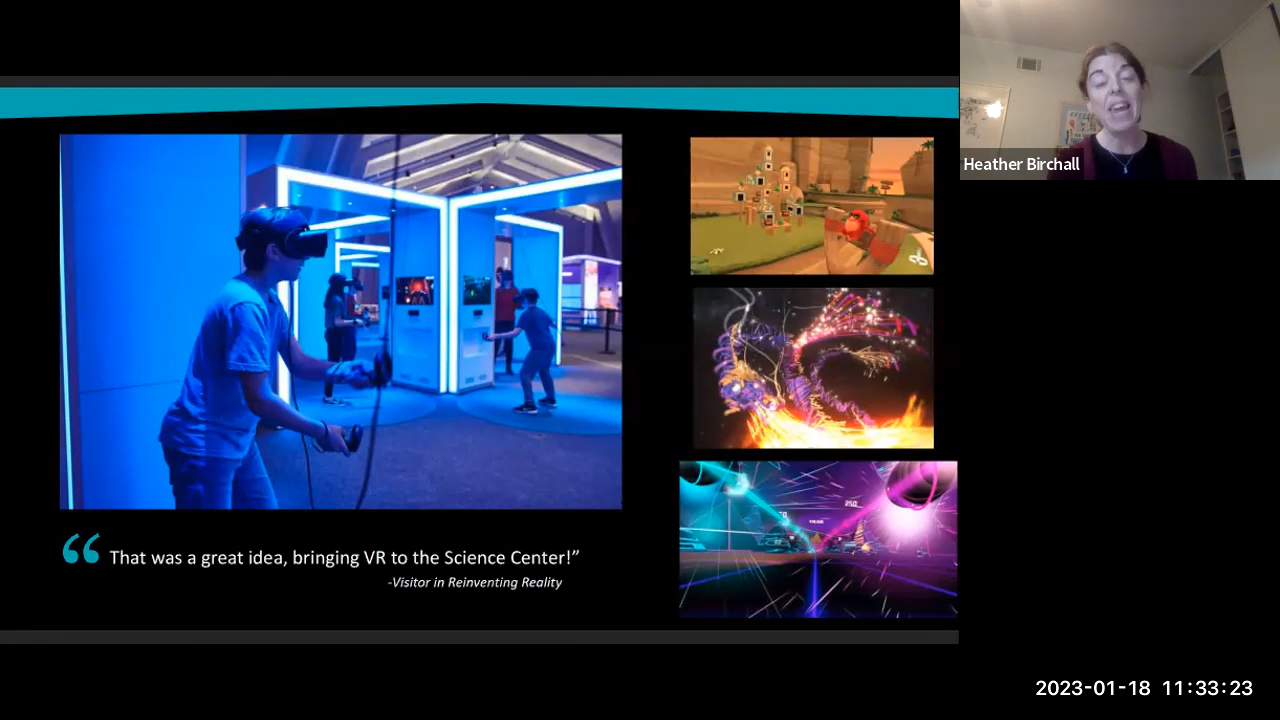 Heather Birchall
“ That was a great idea, bringing VR to the Science Center!”
-Visitor in Reinventing Reality
2023-01-18 11:33:23